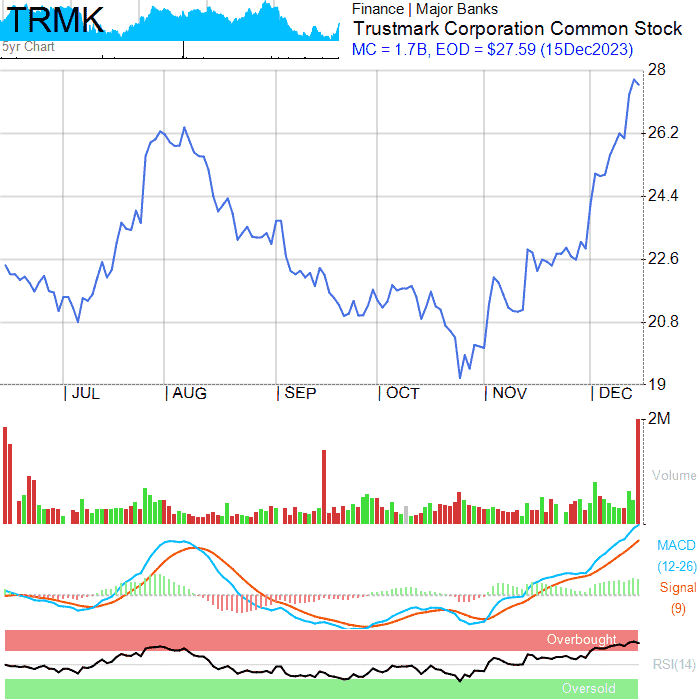 TRMK
5yr Chart
Finance | Major Banks
Trustmark Corporation Common Stock
MC = 1.7B, EOD = $27.59 (15Dec2023)
28
26.2
24.4
22.6
20.8
19
JUL AUG SEP OCT NOV DEC
2M
Volume
MACD
(12-26)
Signal
(9)
Overbought
RSI(14)
Oversold